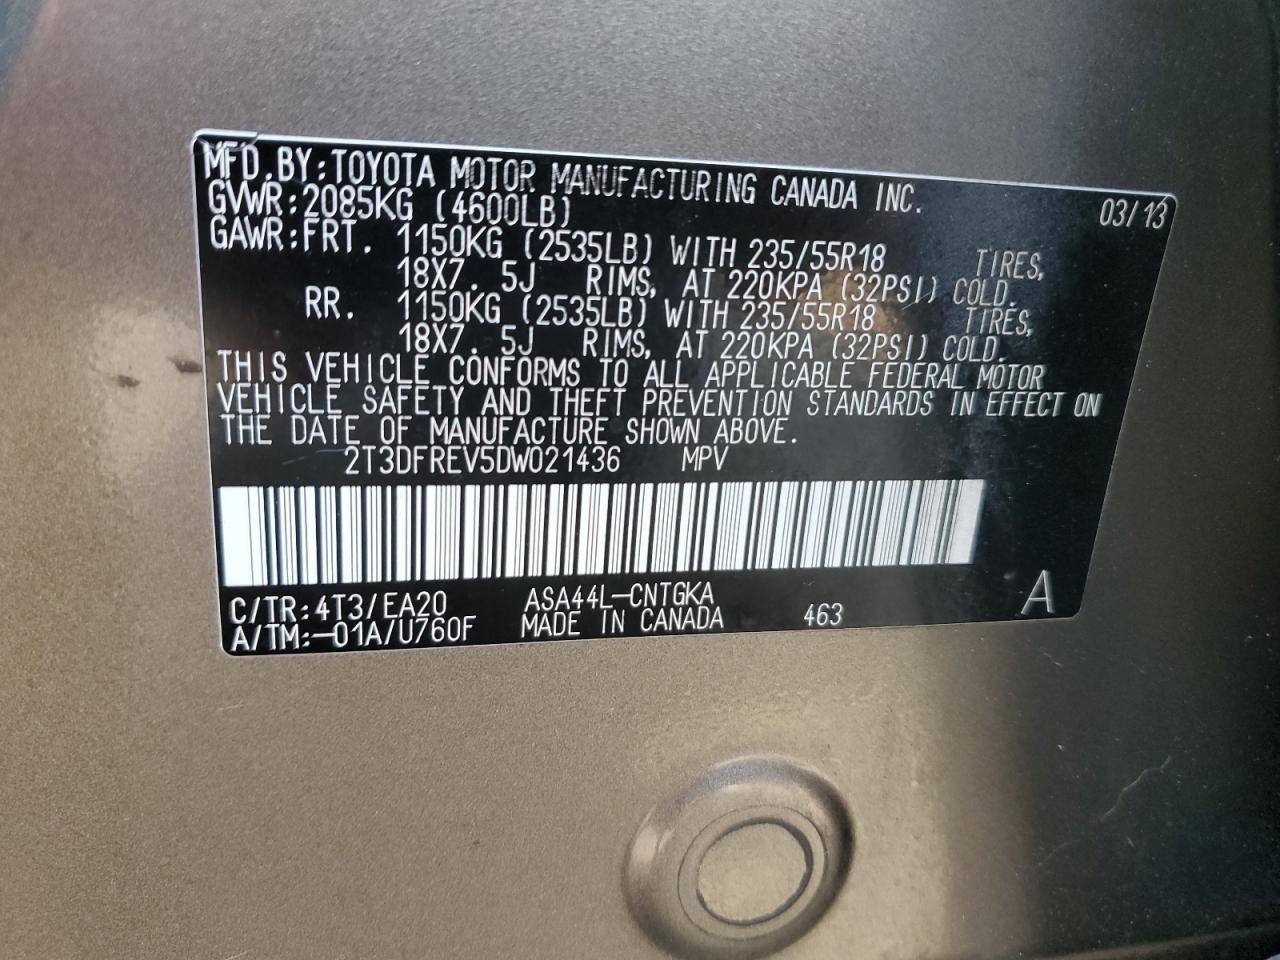 MFD.BY:TOYOTA MOTOR MANUFACTURING CANADA INC. 03/13
GVWR:2085KG (4600LB)
GAWR:FRT. 1150KG (2535LB) WITH 235/55R18 TIRES,
18X7.5J RIMS, AT 220KPA (32PSI) COLD.
RR. 1150KG (2535LB) WITH 235/55R18 TIRES,
18X7.5J RIMS, AT 220KPA (32PSI) COLD.
THIS VEHICLE CONFORMS TO ALL APPLICABLE FEDERAL MOTOR
VEHICLE SAFETY AND THEFT PREVENTION STANDARDS IN EFFECT ON
THE DATE OF MANUFACTURE SHOWN ABOVE.
2T3DFREV5DW021436 MPV
C/TR:4T3/EA20 ASA44L-CNTGKA
A/TM:-01A/U760F MADE IN CANADA 463 A